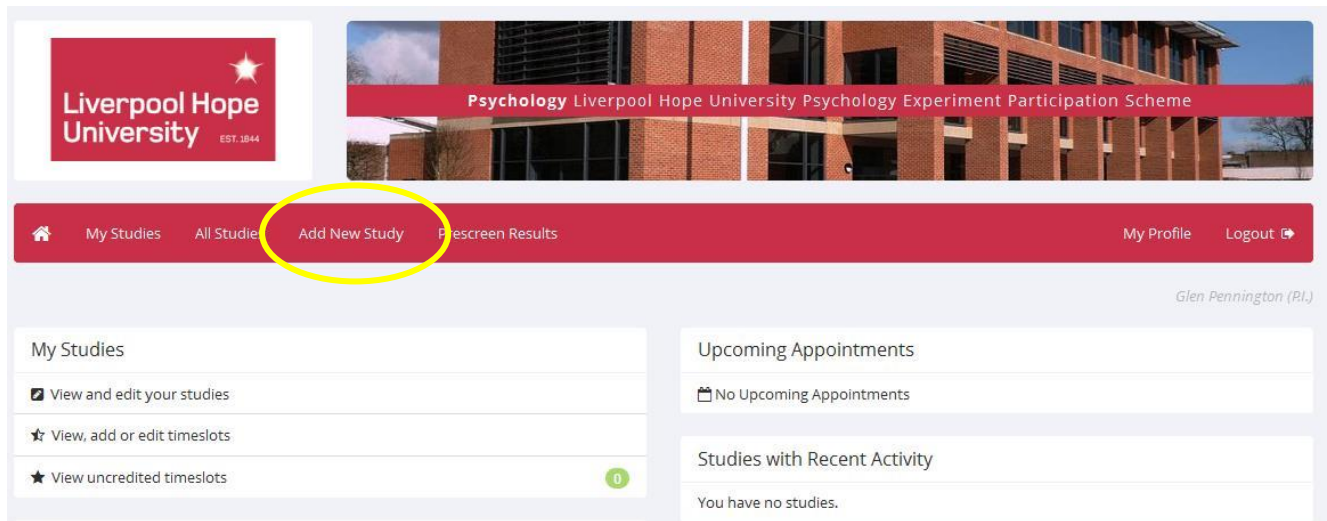 Liverpool Hope
University EST. 1844
Psychology Liverpool Hope University Psychology Experiment Participation Scheme
My Studies All Studies Add New Study Prescreen Results My Profile Logout
Glen Pennington (P.I.)
My Studies
View and edit your studies
View, add or edit timeslots
View uncredited timeslots 0
Upcoming Appointments
No Upcoming Appointments
Studies with Recent Activity
You have no studies.